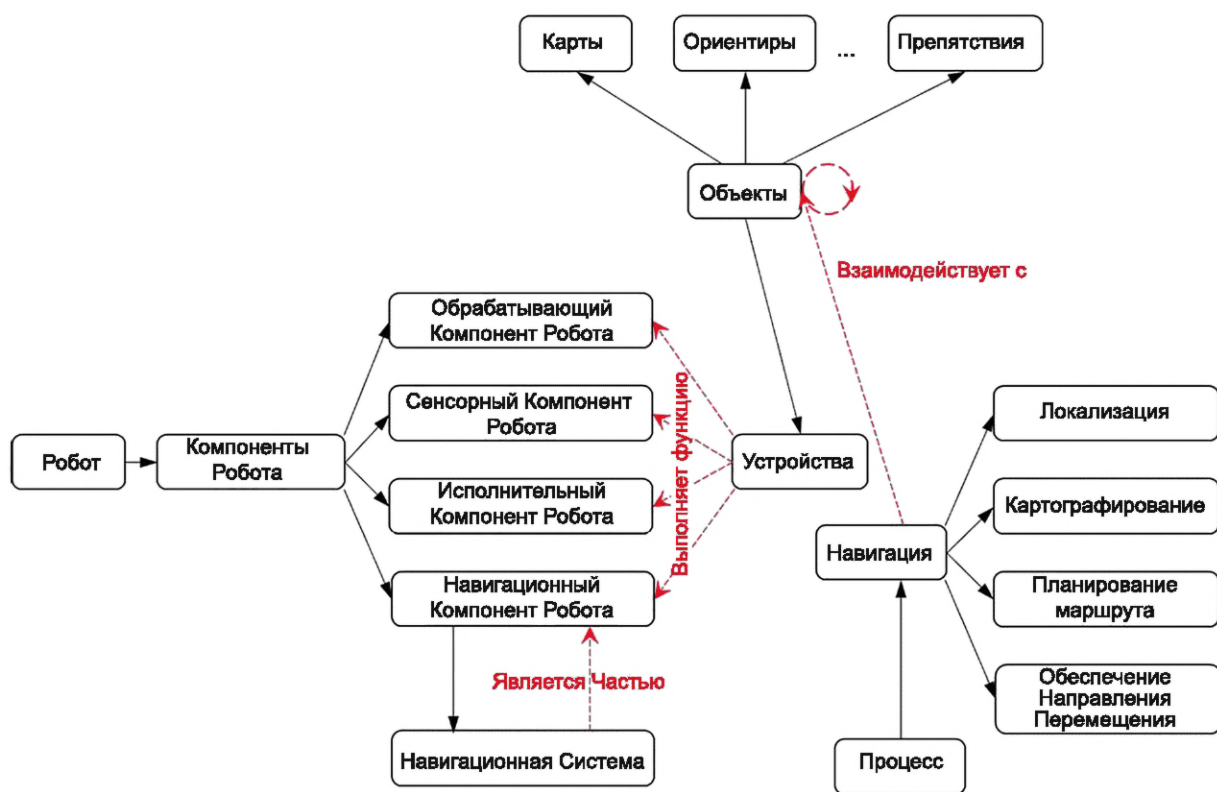 Карты
Ориентиры
...
Препятствия
Объекты
Взаимодействует с
Обрабатывающий
Компонент Робота
Сенсорный Компонент
Робота
Выполняет функцию
Локализация
Робот
Компоненты
Робота
Устройства
Исполнительный
Компонент Робота
Картографирование
Навигация
Навигационный
Компонент Робота
Планирование
маршрута
Является Частью
Обеспечение
Направления
Перемещения
Навигационная Система
Процесс